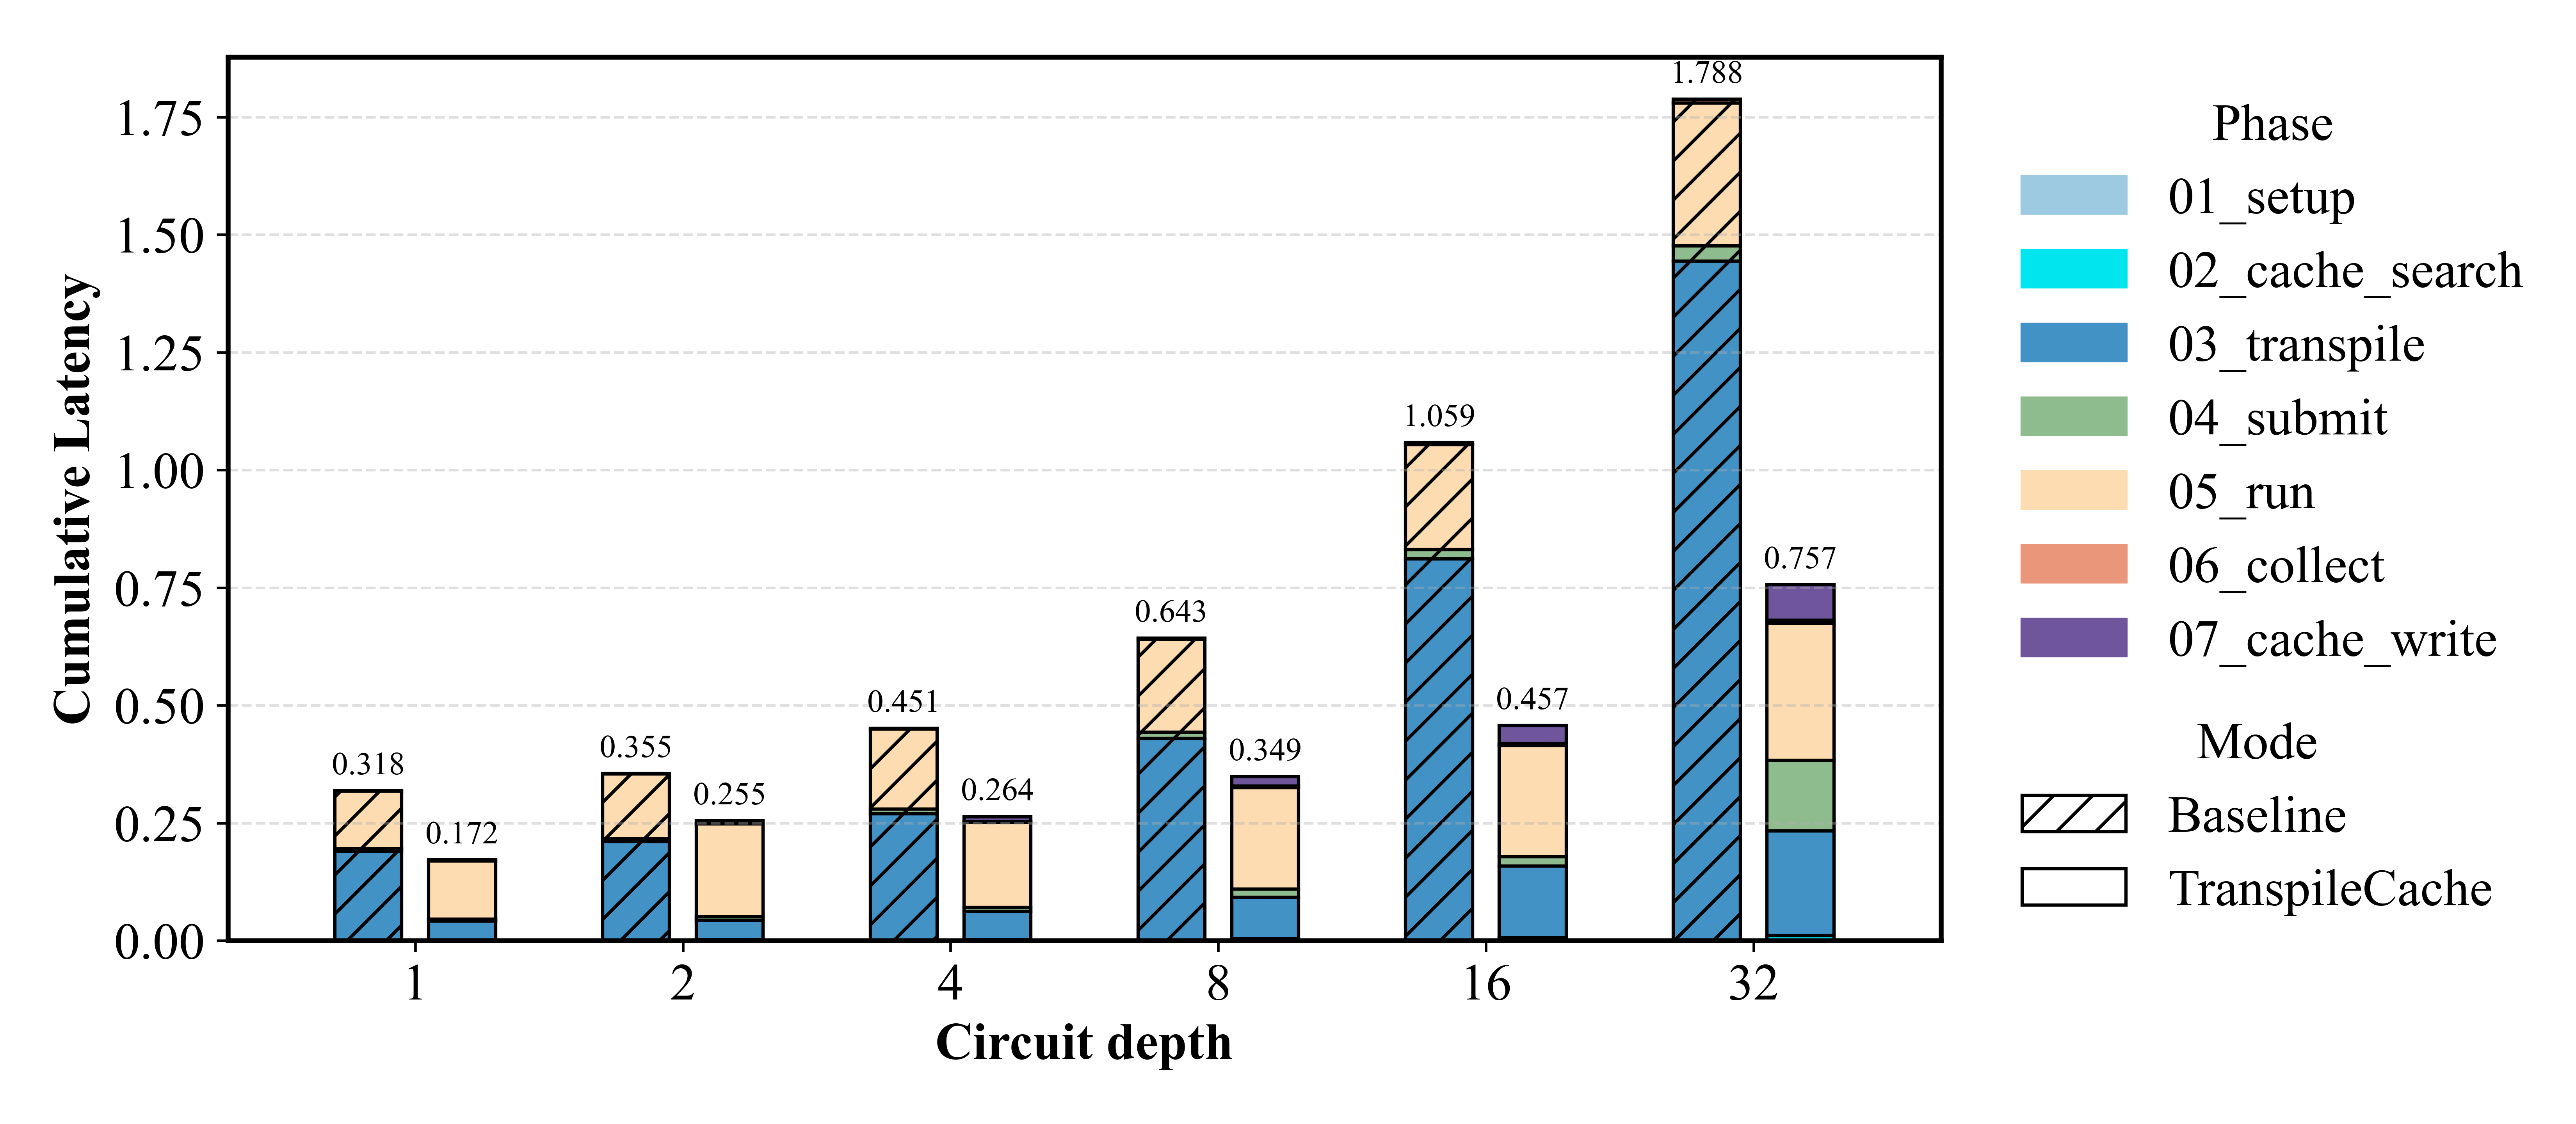 Cumulative Latency
1.75
1.50
1.25
1.00
0.75
0.50
0.25
0.00
0.318
0.172
0.355
0.255
0.451
0.264
0.643
0.349
1.059
0.457
1.788
0.757
1
2
4
8
16
32
Circuit depth
Phase
01_setup
02_cache_search
03_transpile
04_submit
05_run
06_collect
07_cache_write
Mode
Baseline
TranspileCache